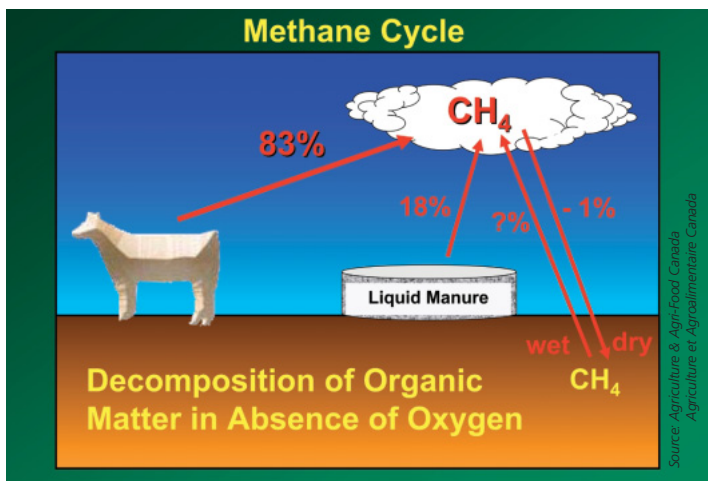 Methane Cycle
CH₄
83%
18%
?%
- 1%
Liquid Manure
wet
dry
CH₄
Decomposition of Organic
Matter in Absence of Oxygen
Source: Agriculture & Agri-Food Canada
Agriculture et Agroalimentaire Canada